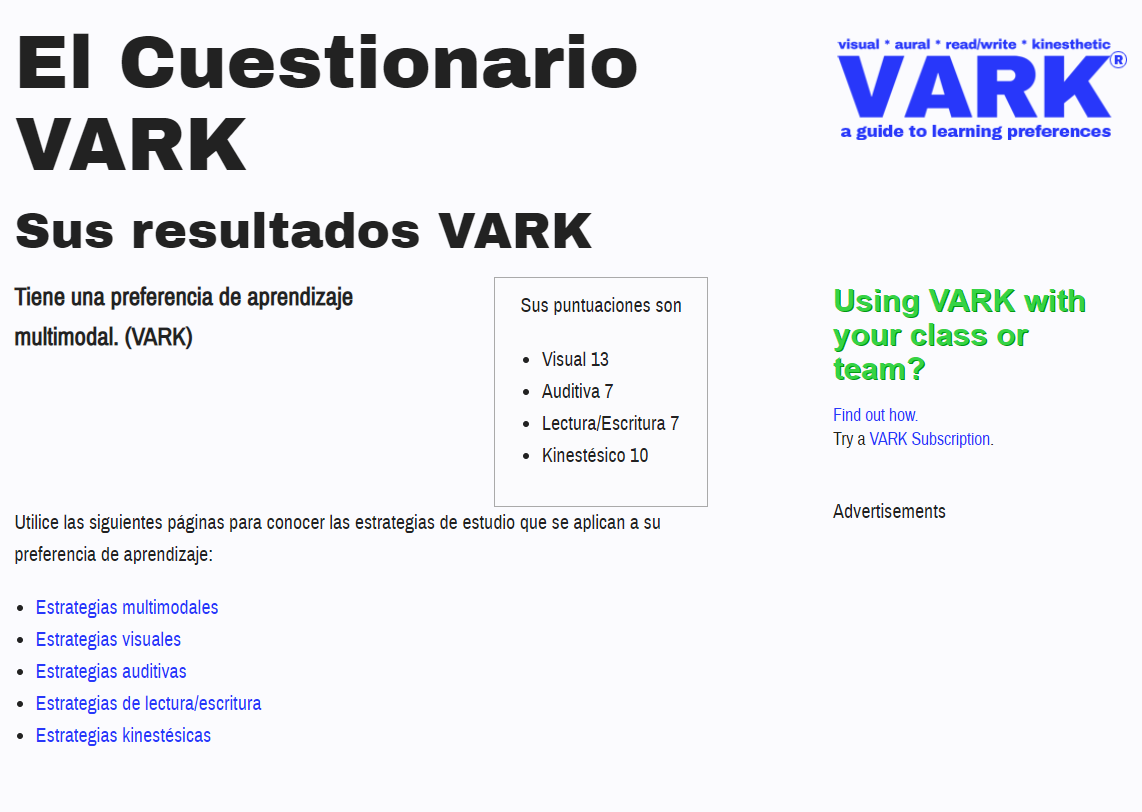 El Cuestionario
VARK
visual * aural * read/write * kinesthetic
VARK®
a guide to learning preferences
Sus resultados VARK
Tiene una preferencia de aprendizaje
multimodal. (VARK)
Sus puntuaciones son
• Visual 13
• Auditiva 7
• Lectura/Escritura 7
• Kinestésico 10
Using VARK with
your class or
team?
Find out how.
Try a VARK Subscription.
Advertisements
Utilice las siguientes páginas para conocer las estrategias de estudio que se aplican a su
preferencia de aprendizaje:
• Estrategias multimodales
• Estrategias visuales
• Estrategias auditivas
• Estrategias de lectura/escritura
• Estrategias kinestésicas